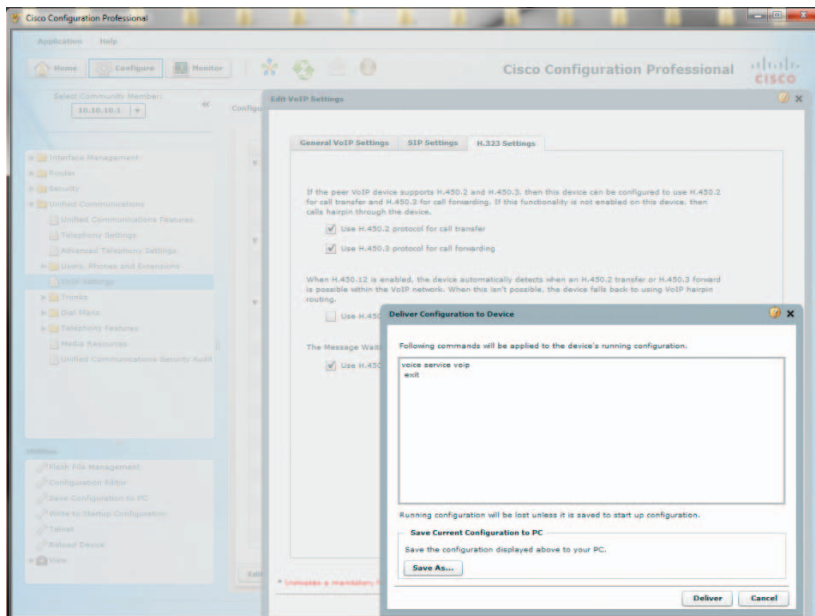 Cisco Configuration Professional
Application Help
Home Configure Monitor
Cisco Configuration Professional
CISCO
Select Community Member:
10.10.10.1
Interface Management
Router
Security
Unified Communications
Unified Communications Features
Telephony Settings
Advanced Telephony Settings
Users, Phones and Extensions
VoIP Settings
Trunks
Dial Plans
Telephony Features
Media Resources
Unified Communications Security Audit
Utilities
Flash File Management
Configuration Editor
Save Configuration to PC
Write to Startup Configuration
Telnet
Reload Device
View
Configu
Edit
Edit VoIP Settings
General VoIP Settings SIP Settings H.323 Settings
If the peer VoIP device supports H.450.2 and H.450.3, then this device can be configured to use H.450.2
for call transfer and H.450.3 for call forwarding. If this functionality is not enabled on this device, then
calls hairpin through the device.
Use H.450.2 protocol for call transfer
Use H.450.3 protocol for call forwarding
When H.450.12 is enabled, the device automatically detects when an H.450.2 transfer or H.450.3 forward
is possible within the VoIP network. When this isn't possible, the device falls back to using VoIP hairpin
routing.
Use H.450
The Message Wait
Use H.450
* Indicates a mandatory f
Deliver Configuration to Device
Following commands will be applied to the device's running configuration.
voice service voip
exit
Running configuration will be lost unless it is saved to start up configuration.
Save Current Configuration to PC
Save the configuration displayed above to your PC.
Save As...
Deliver Cancel